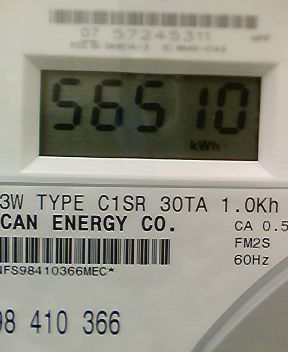 07 57245311
56510
kWh
3W TYPE C1SR 30TA 1.0Kh
CAN ENERGY CO. CA 0.5
FM2S
60Hz
NFS98410366MEC*
98 410 366